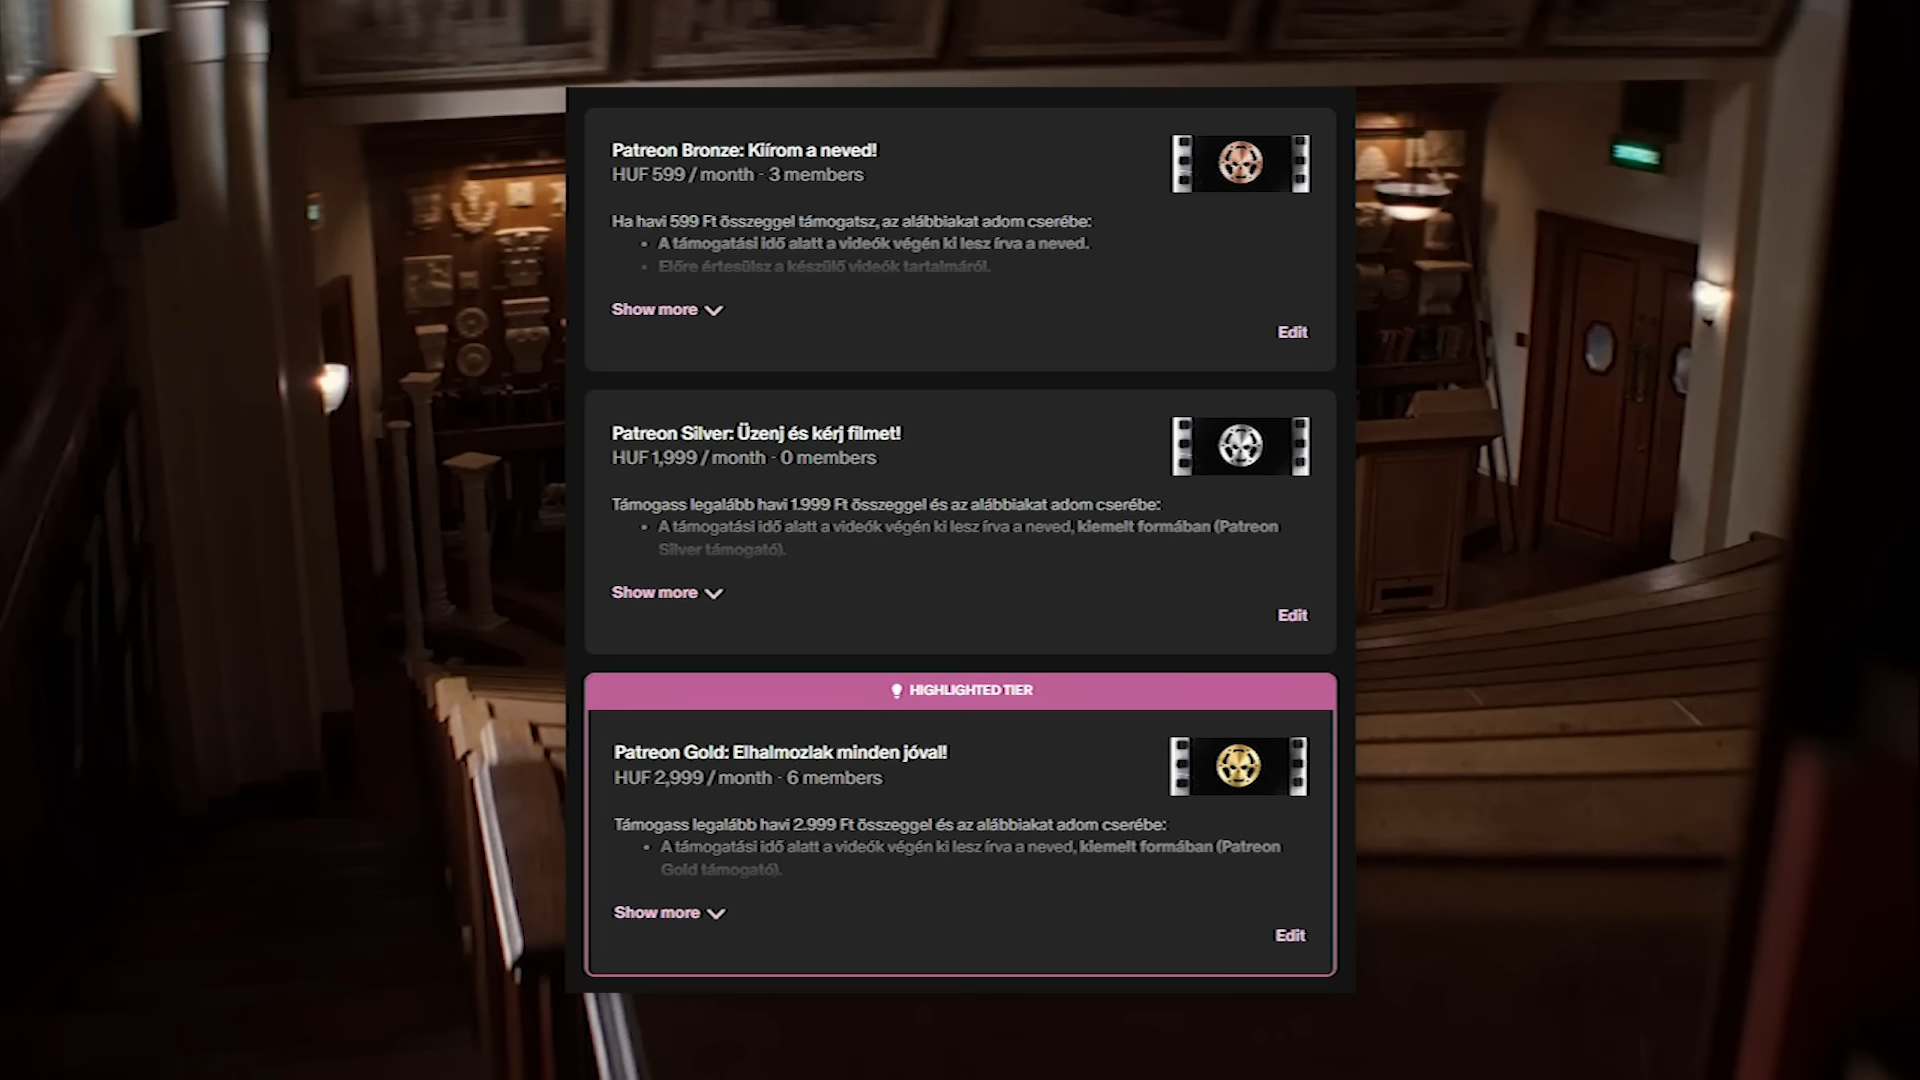 Patreon Bronze: Kiírom a neved!
HUF 599 / month · 3 members
Ha havi 599 Ft összeggel támogatsz, az alábbiakat adom cserébe:
• A támogatási idő alatt a videók végén ki lesz írva a neved.
• Előre értesülsz a készülő videók tartalmáról.
Show more
Edit
Patreon Silver: Üzenj és kérj filmet!
HUF 1,999 / month · 0 members
Támogass legalább havi 1.999 Ft összeggel és az alábbiakat adom cserébe:
• A támogatási idő alatt a videók végén ki lesz írva a neved, kiemelt formában (Patreon
Silver támogató).
Show more
Edit
HIGHLIGHTED TIER
Patreon Gold: Elhalmozlak minden jóval!
HUF 2,999 / month · 6 members
Támogass legalább havi 2.999 Ft összeggel és az alábbiakat adom cserébe:
• A támogatási idő alatt a videók végén ki lesz írva a neved, kiemelt formában (Patreon
Gold támogató).
Show more
Edit